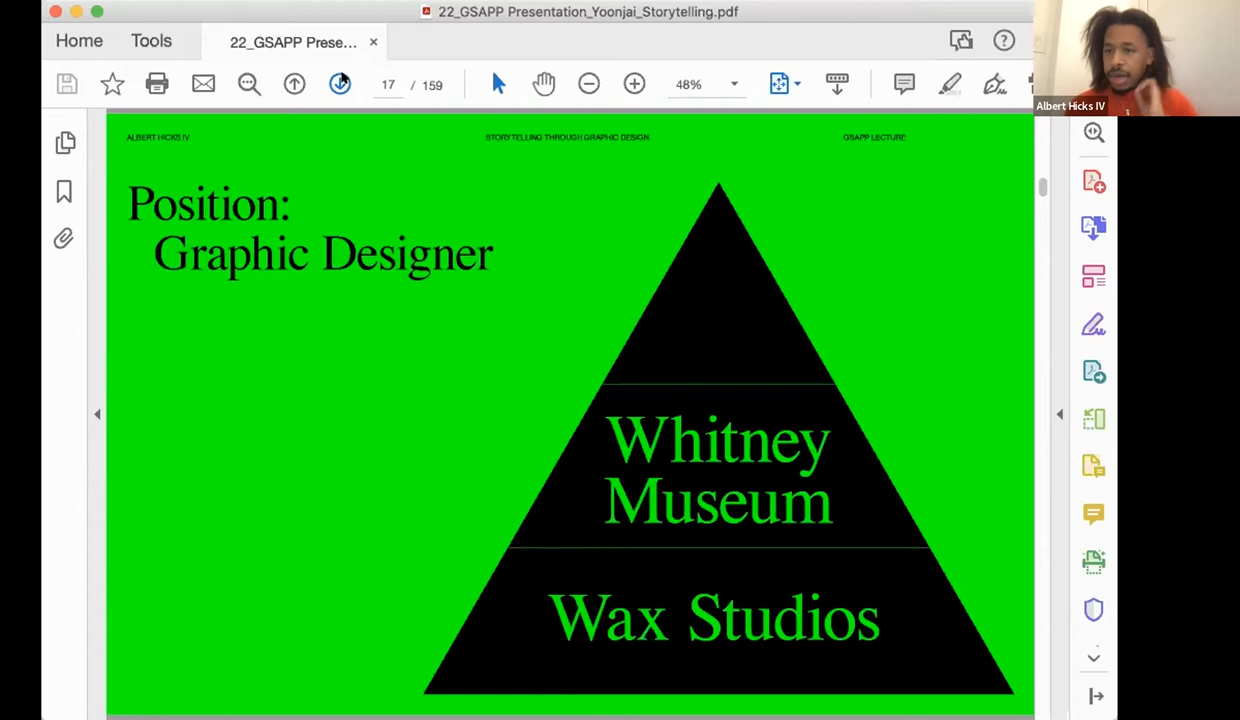 22_GSAPP Presentation_Yoonjai_Storytelling.pdf
Home
Tools
22_GSAPP Prese...
17 / 159
48%
Albert Hicks IV
ALBERT HICKS IV
STORYTELLING THROUGH GRAPHIC DESIGN
GSAPP LECTURE
Position:
Graphic Designer
Whitney
Museum
Wax Studios